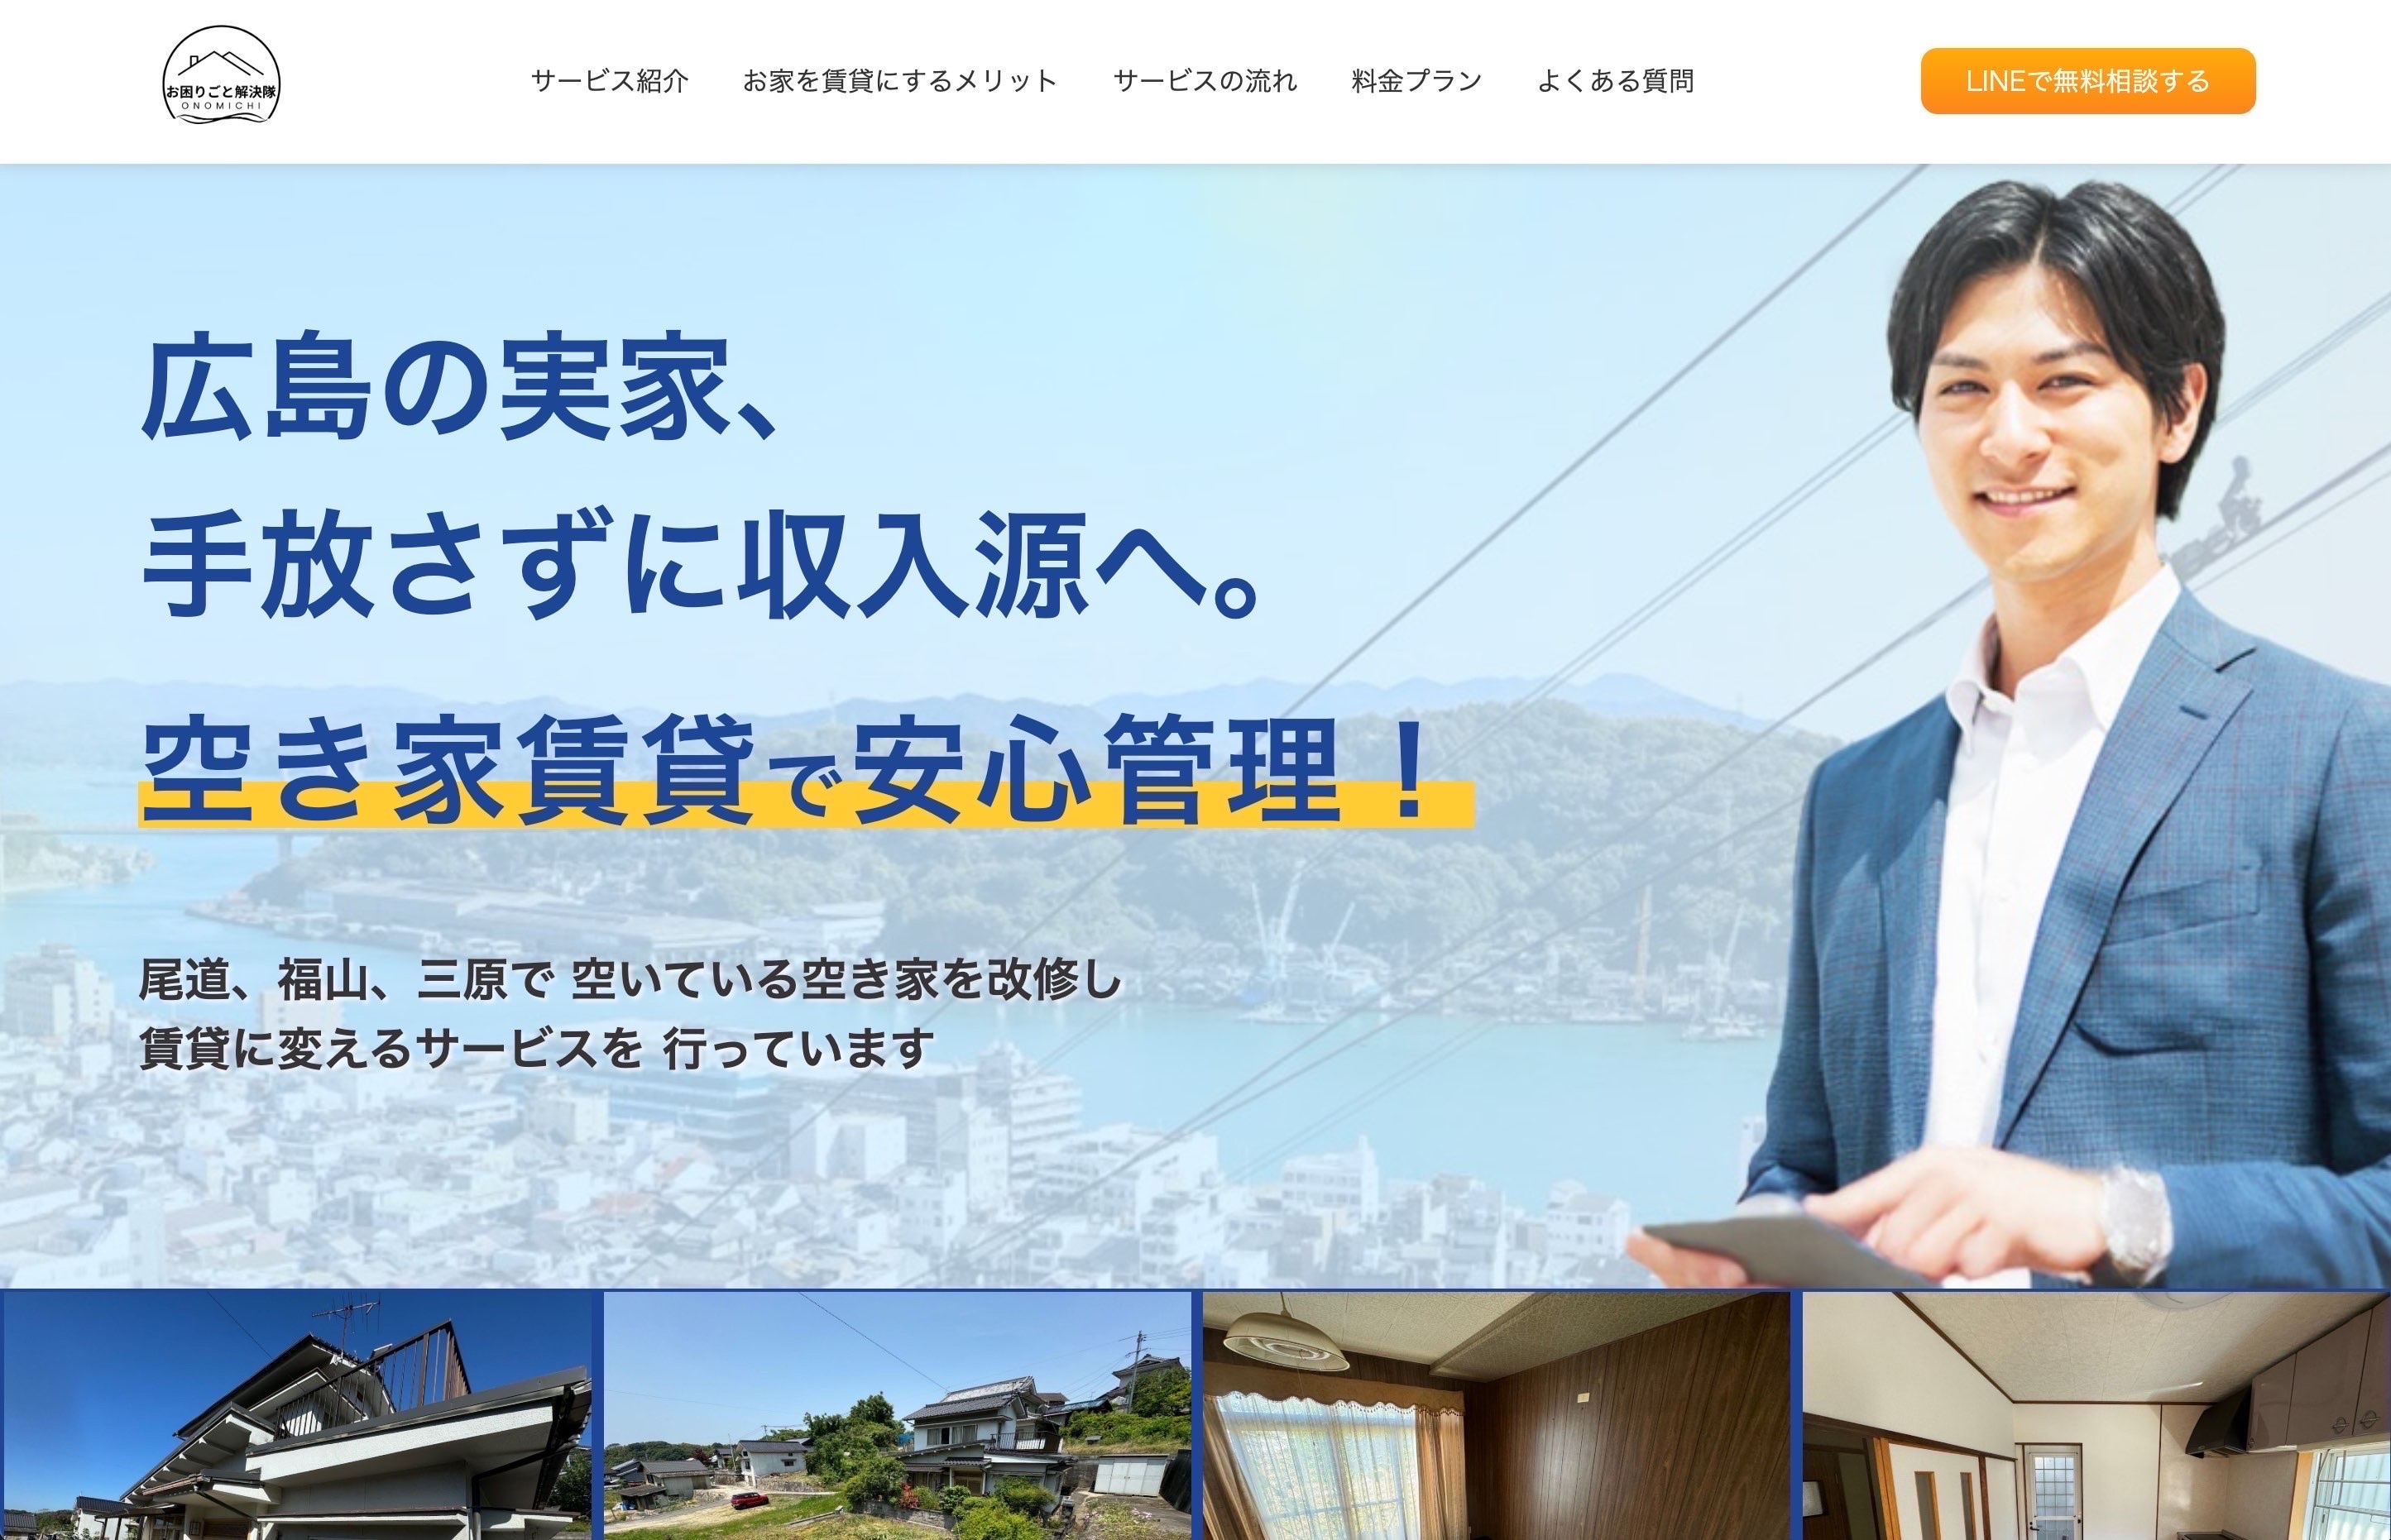 お困りごと解決隊
ONOMICHI
サービス紹介
お家を賃貸にするメリット
サービスの流れ
料金プラン
よくある質問
LINEで無料相談する
広島の実家、
手放さずに収入源へ。
空き家賃貸で安心管理！
尾道、福山、三原で 空いている空き家を改修し
賃貸に変えるサービスを 行っています